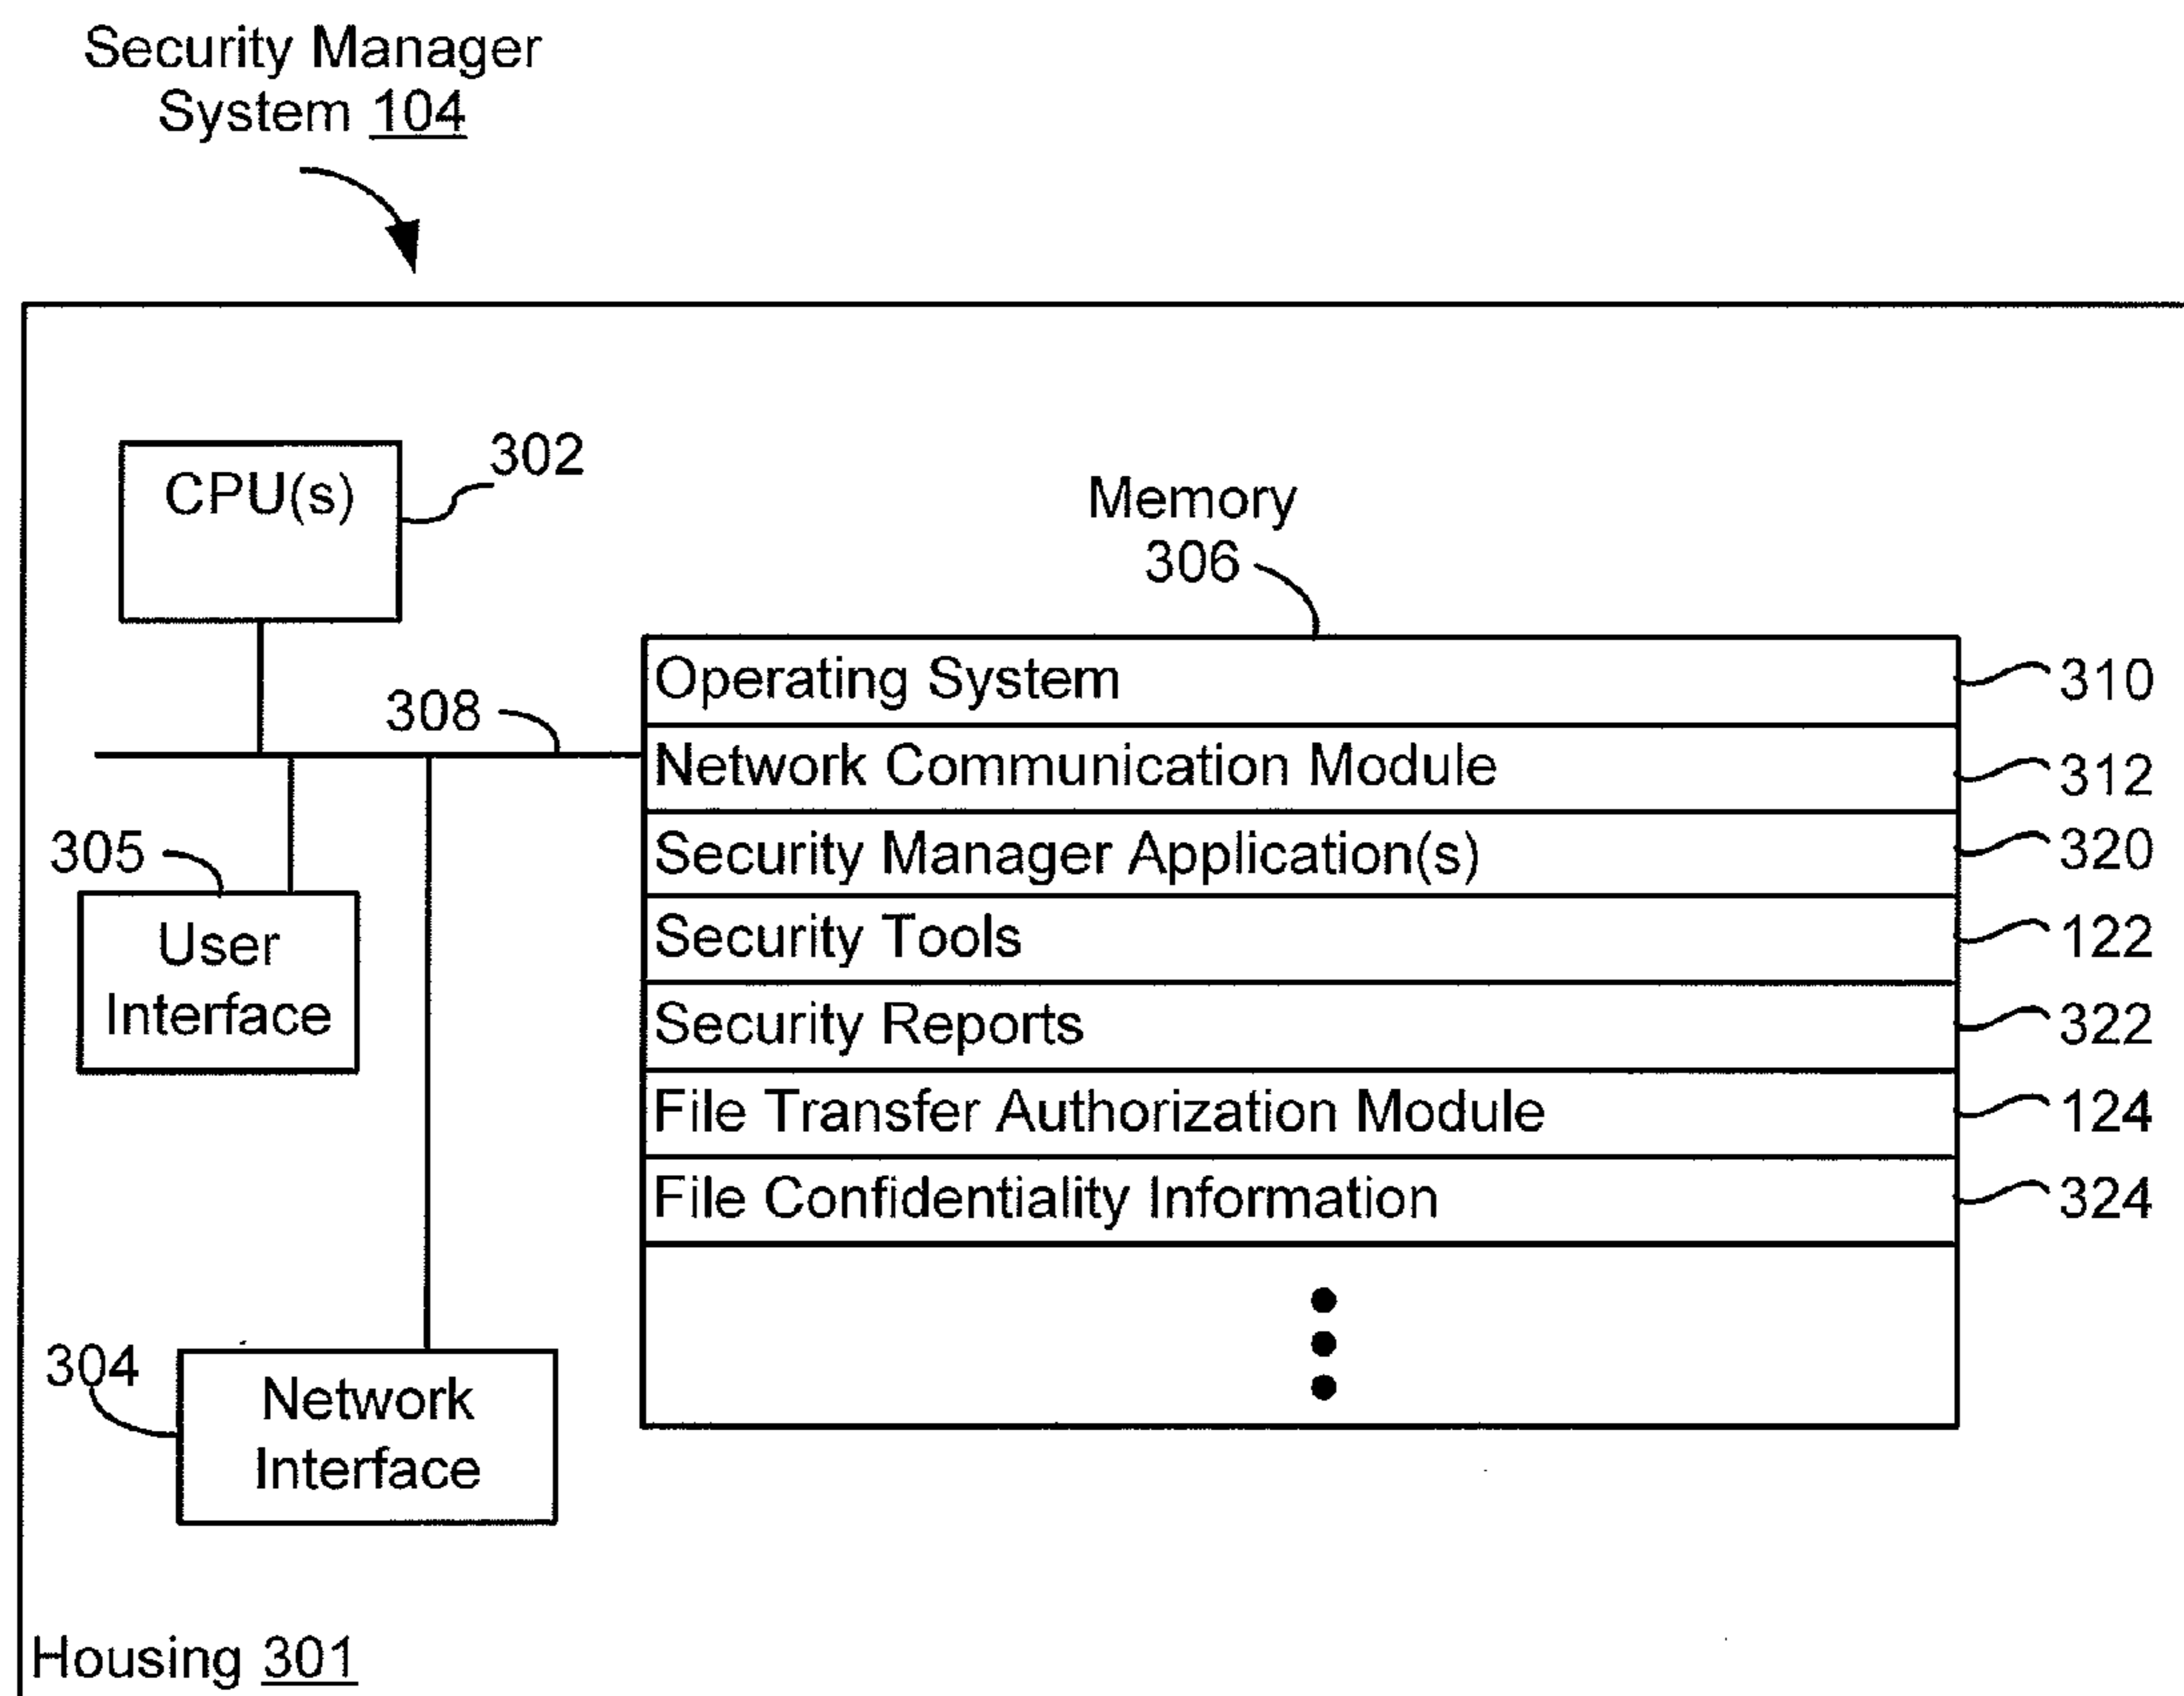 Security Manager
System 104
CPU(s)
302
Memory
306
308
Operating System
310
Network Communication Module
312
Security Manager Application(s)
320
305
User
Interface
Security Tools
122
Security Reports
322
File Transfer Authorization Module
124
File Confidentiality Information
324
304
Network
Interface
Housing 301